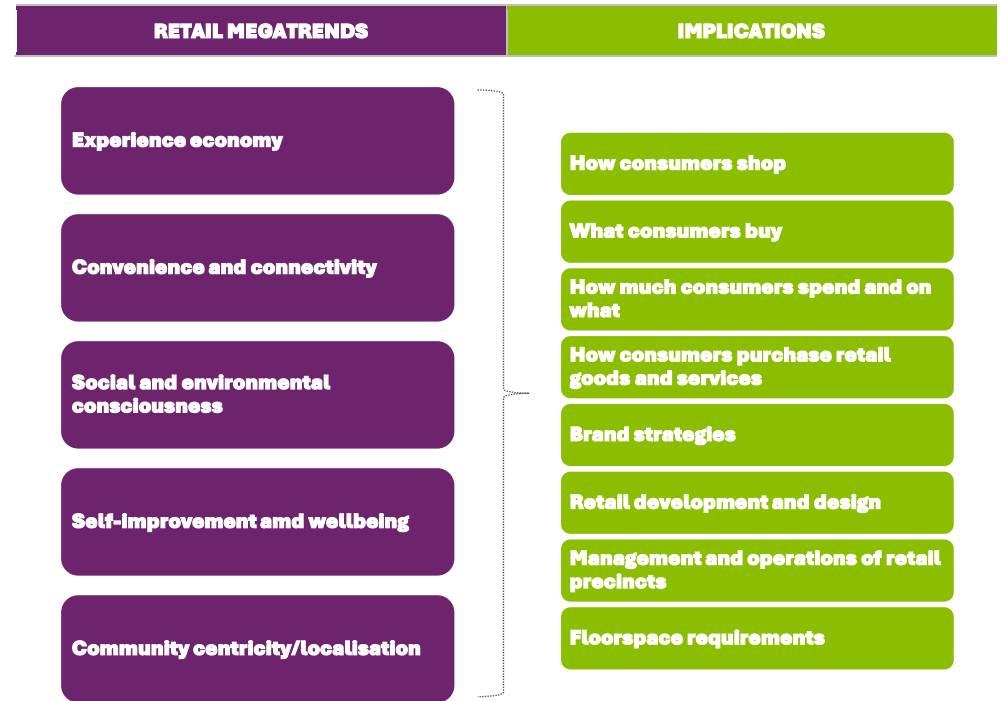 RETAIL MEGATRENDS
IMPLICATIONS
Experience economy
Convenience and connectivity
Social and environmental
consciousness
Self-improvement amd wellbeing
Community centricity/localisation
How consumers shop
What consumers buy
How much consumers spend and on
what
How consumers purchase retail
goods and services
Brand strategies
Retail development and design
Management and operations of retail
precincts
Floorspace requirements